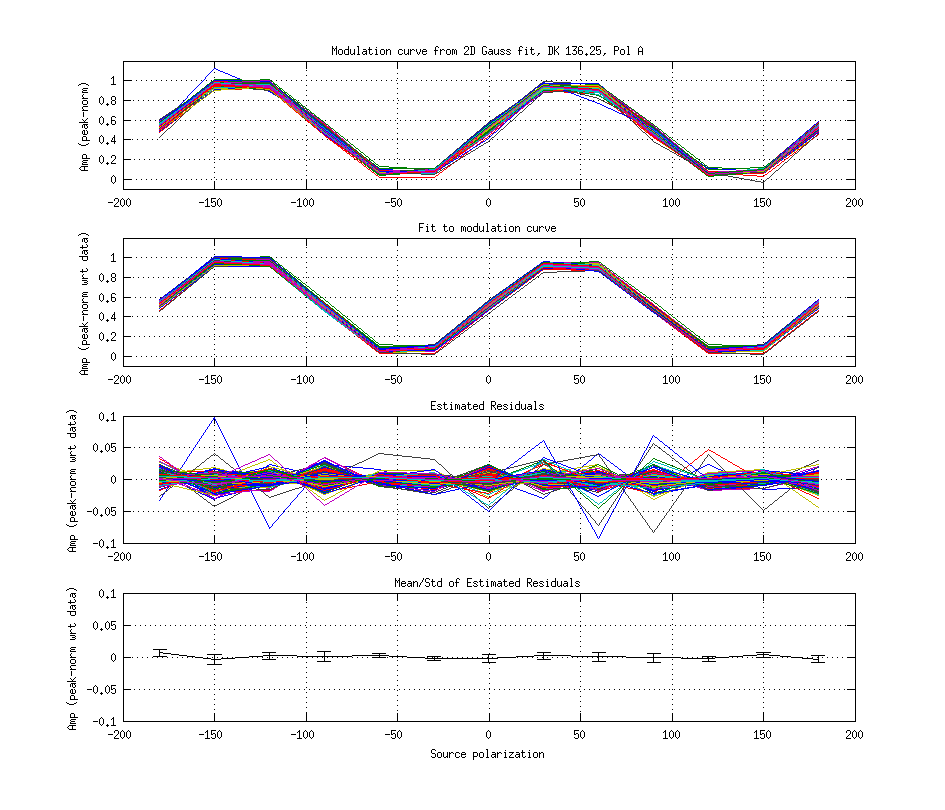 Modulation curve from 2D Gauss fit, DK 136.25, Pol A
Amp (peak-norm)
1
0.8
0.6
0.4
0.2
0
-200 -150 -100 -50 0 50 100 150 200
Fit to modulation curve
Amp (peak-norm wrt data)
1
0.8
0.6
0.4
0.2
0
-200 -150 -100 -50 0 50 100 150 200
Estimated Residuals
Amp (peak-norm wrt data)
0.1
0.05
0
-0.05
-0.1
-200 -150 -100 -50 0 50 100 150 200
Mean/Std of Estimated Residuals
Amp (peak-norm wrt data)
0.1
0.05
0
-0.05
-0.1
-200 -150 -100 -50 0 50 100 150 200
Source polarization